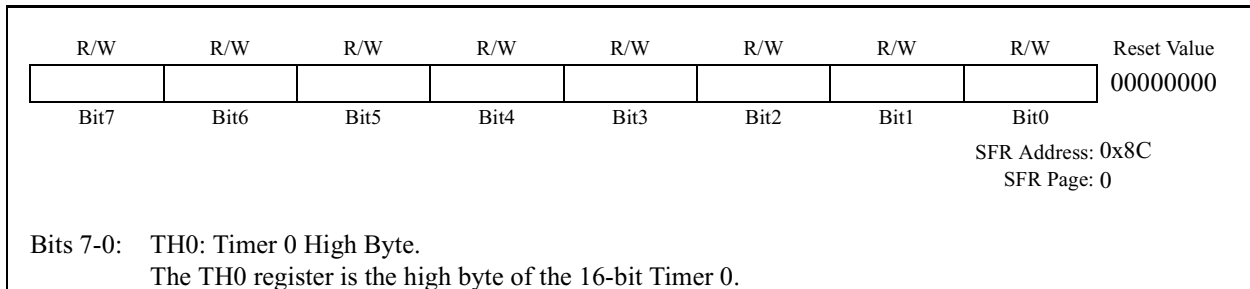 R/W R/W R/W R/W R/W R/W R/W R/W Reset Value
00000000
Bit7 Bit6 Bit5 Bit4 Bit3 Bit2 Bit1 Bit0
SFR Address: 0x8C
SFR Page: 0
Bits 7-0: TH0: Timer 0 High Byte.
The TH0 register is the high byte of the 16-bit Timer 0.